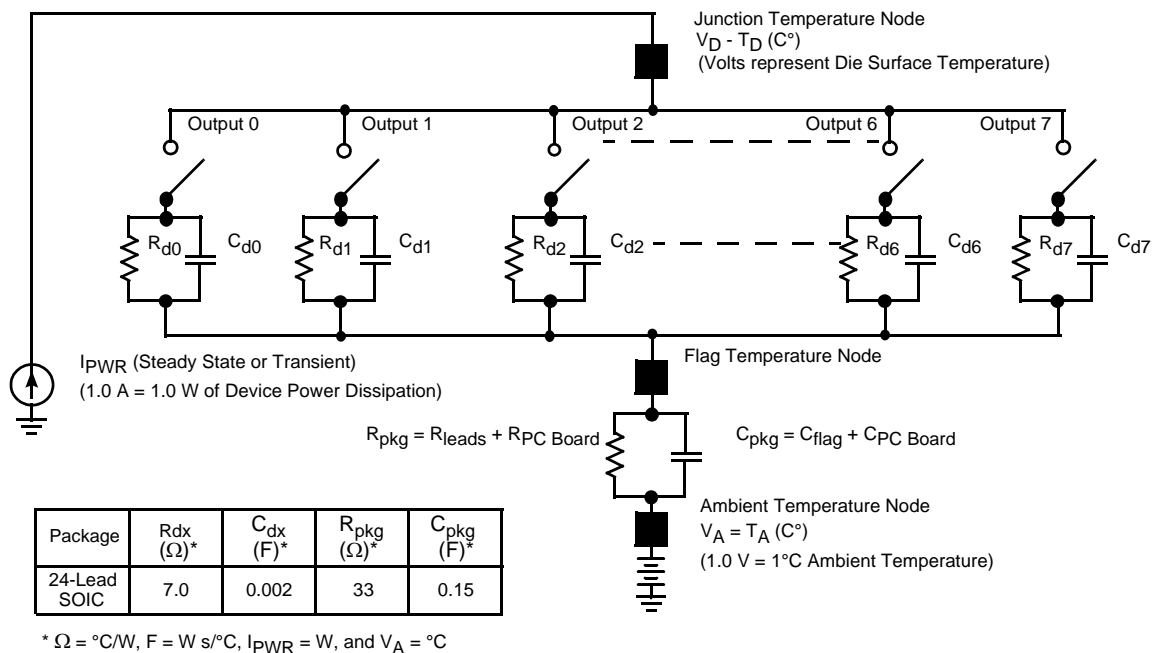 Junction Temperature Node
V_D - T_D (C°)
(Volts represent Die Surface Temperature)
Output 0
Output 1
Output 2
Output 6
Output 7
R_d0
C_d0
R_d1
C_d1
R_d2
C_d2
R_d6
C_d6
R_d7
C_d7
I_PWR (Steady State or Transient)
(1.0 A = 1.0 W of Device Power Dissipation)
Flag Temperature Node
R_pkg = R_leads + R_PC Board
C_pkg = C_flag + C_PC Board
Ambient Temperature Node
V_A = T_A (C°)
(1.0 V = 1°C Ambient Temperature)
Package Rdx (Ω)* C_dx (F)* R_pkg (Ω)* C_pkg (F)*
24-Lead SOIC 7.0 0.002 33 0.15
* Ω = °C/W, F = W s/°C, I_PWR = W, and V_A = °C